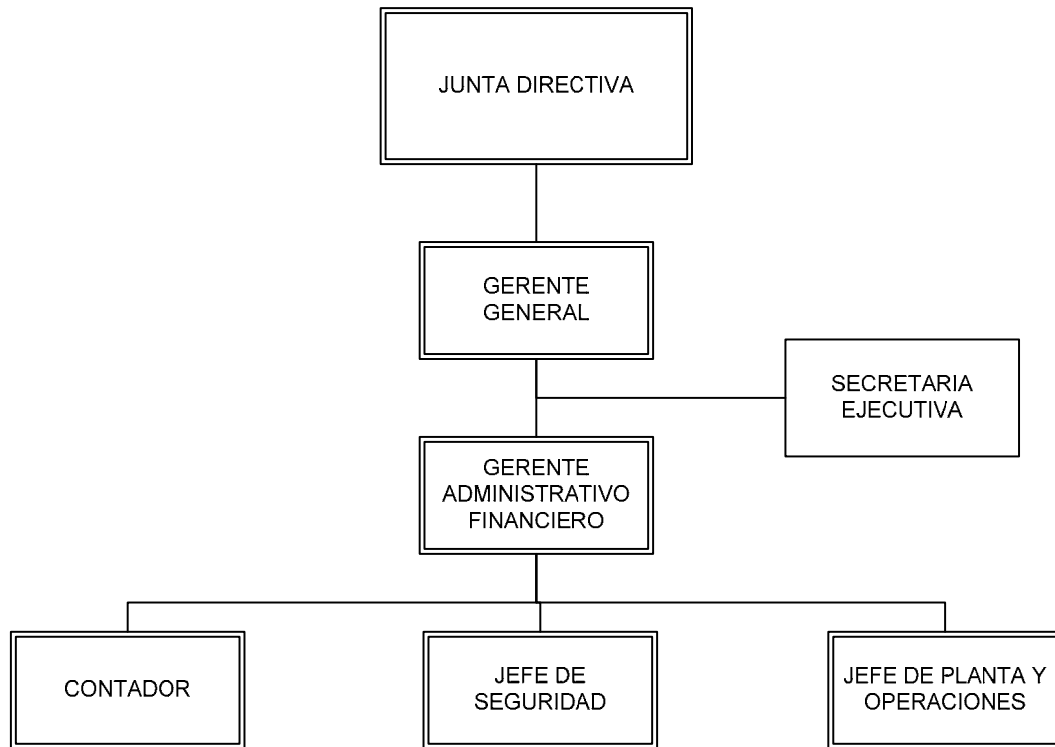 JUNTA DIRECTIVA
GERENTE
GENERAL
SECRETARIA
EJECUTIVA
GERENTE
ADMINISTRATIVO
FINANCIERO
CONTADOR
JEFE DE
SEGURIDAD
JEFE DE PLANTA Y
OPERACIONES